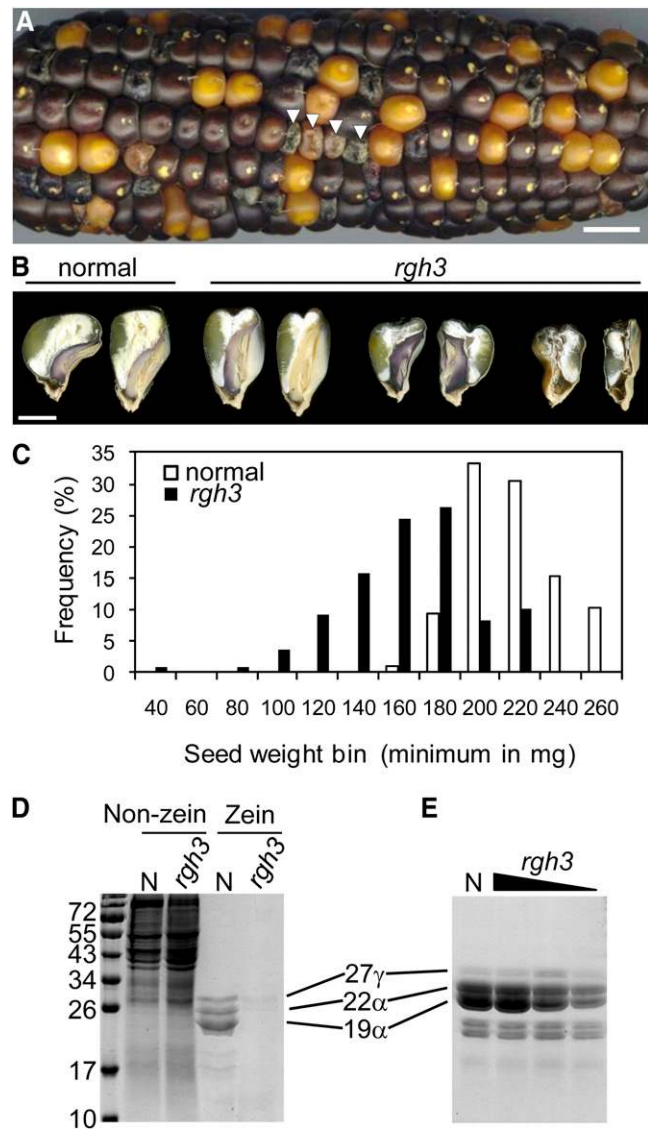 A
B
normal rgh3
C
35
30
25
20
15
10
5
0
Frequency (%)
normal
rgh3
40 60 80 100 120 140 160 180 200 220 260
Seed weight bin (minimum in mg)
D
Non-zein Zein
N rgh3 N rgh3
72
55
43
34
26
17
10
27γ
22α
19α
E
rgh3
N